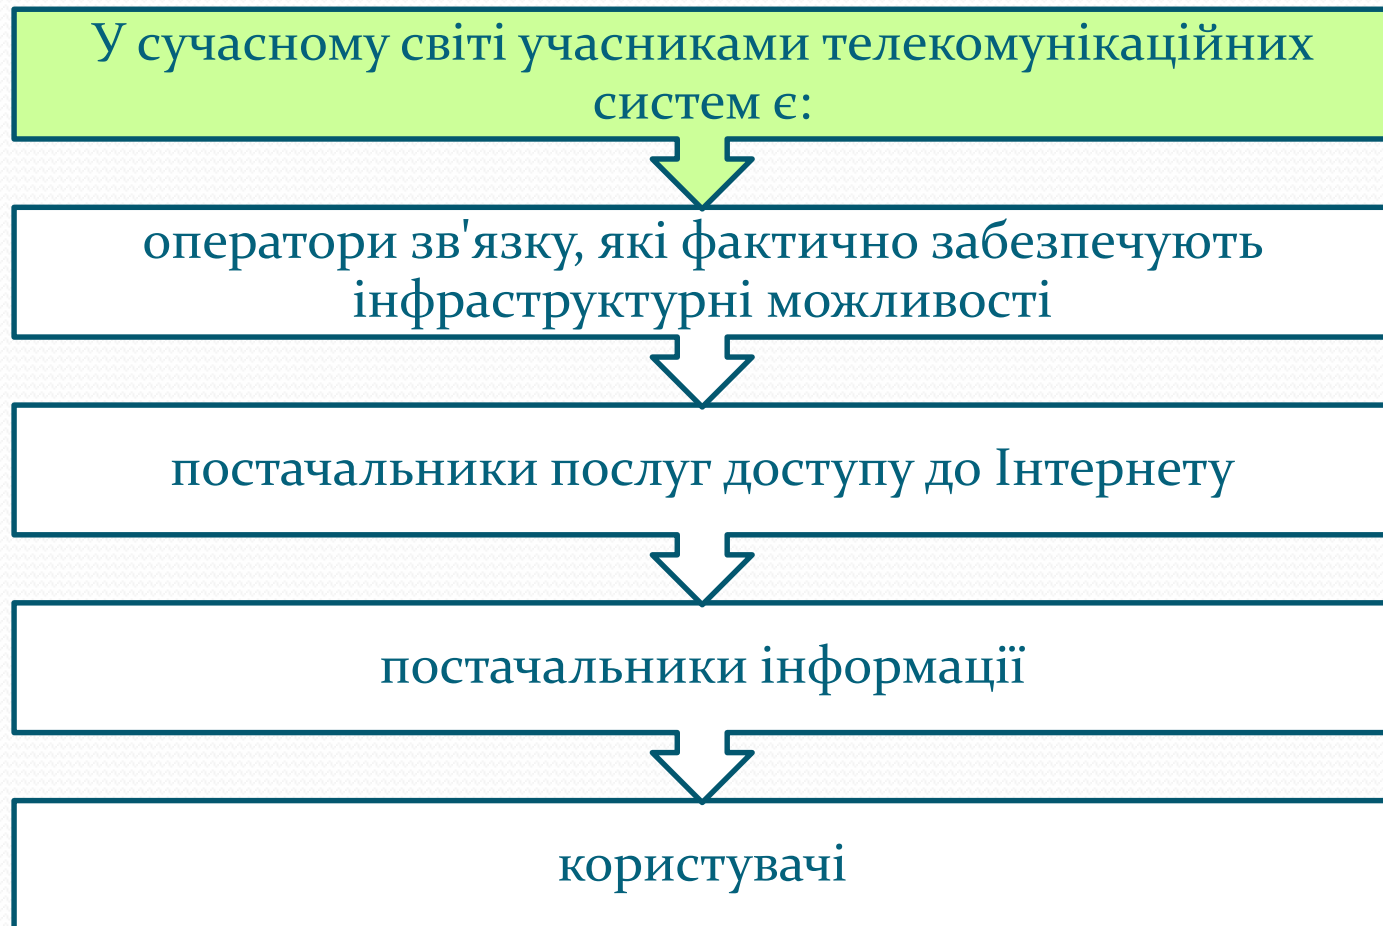 У сучасному світі учасниками телекомунікаційних
систем є:
оператори зв'язку, які фактично забезпечують
інфраструктурні можливості
постачальники послуг доступу до Інтернету
постачальники інформації
користувачі